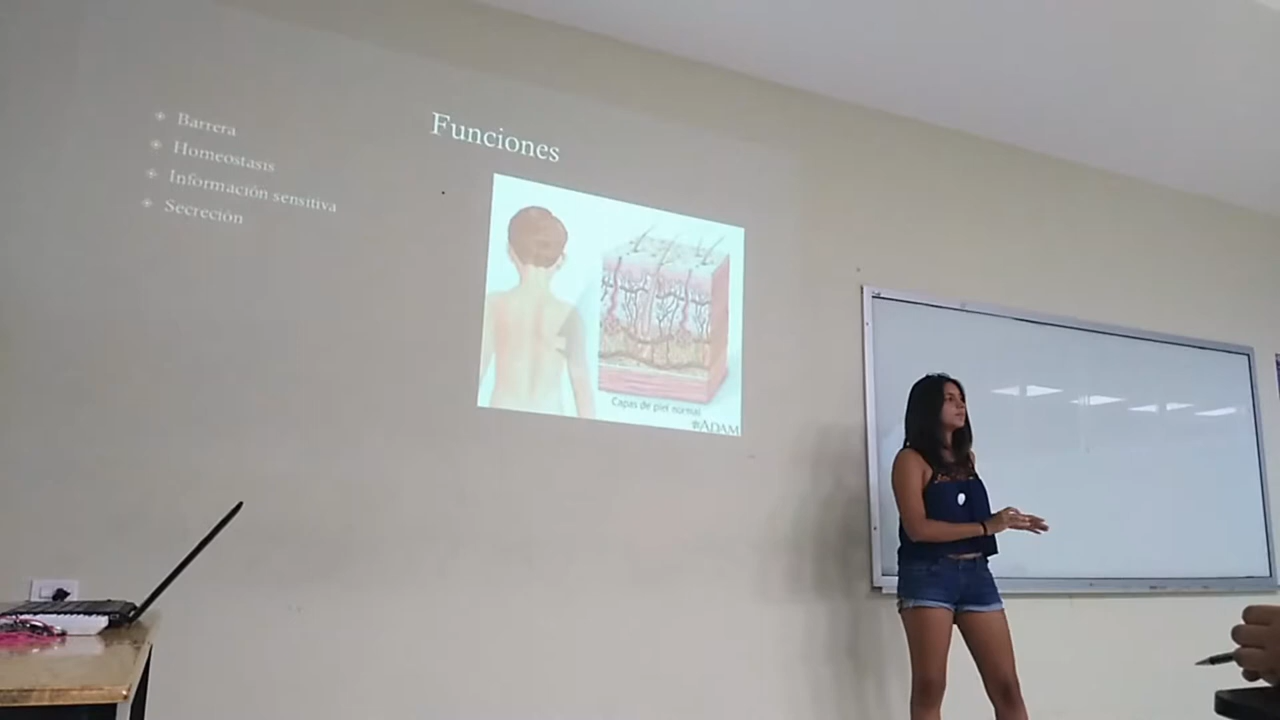 Funciones
Barrera
Homeostasis
Información sensitiva
Secreción
Capas de piel normal
ADAM